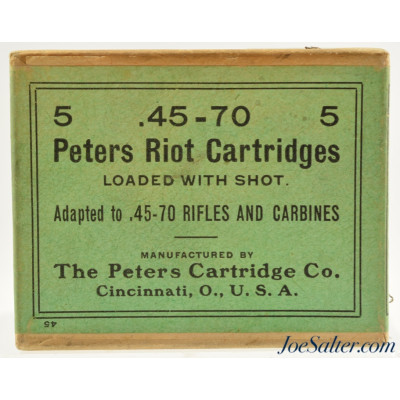 5 .45-70 5
Peters Riot Cartridges
LOADED WITH SHOT.
Adapted to .45-70 RIFLES AND CARBINES
MANUFACTURED BY
The Peters Cartridge Co.
Cincinnati, O., U. S. A.
45
JoeSalter.com